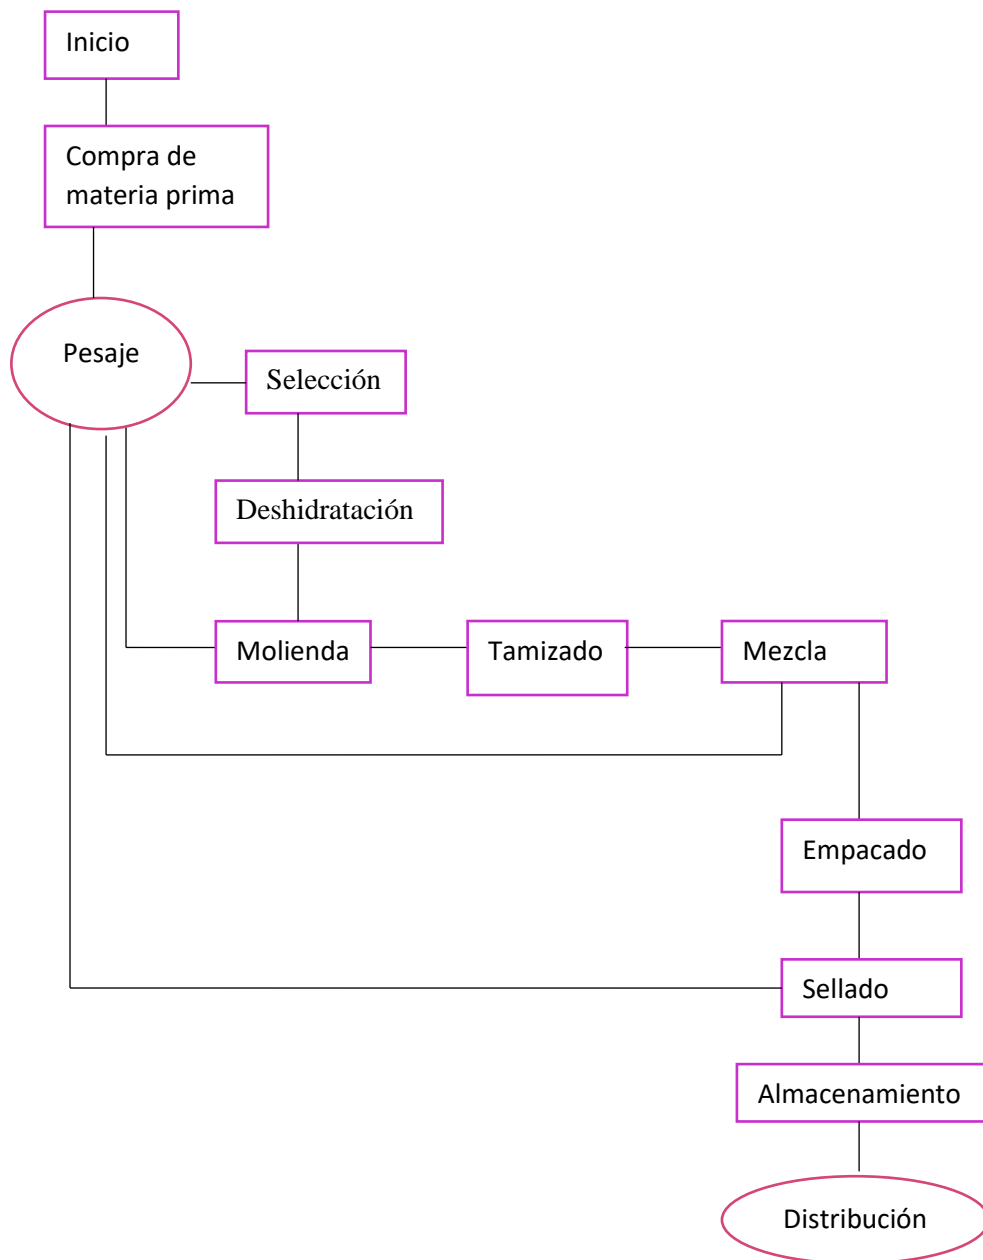 Inicio
Compra de
materia prima
Pesaje
Selección
Deshidratación
Molienda
Tamizado
Mezcla
Empacado
Sellado
Almacenamiento
Distribución